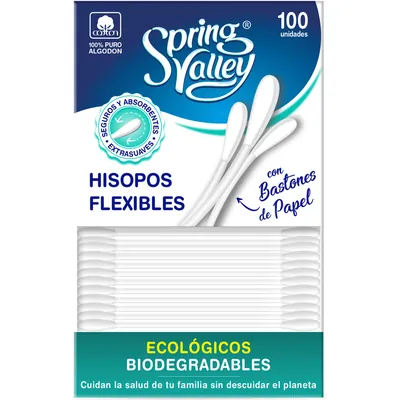 COTTON
100% PURO
ALGODON
Spring®
Valley
100
unidades
SEGUROS Y ABSORBENTES
• EXTRASUAVES •
HISOPOS
FLEXIBLES
con
Bastones
de Papel
ECOLÓGICOS
BIODEGRADABLES
Cuidan la salud de tu familia sin descuidar el planeta